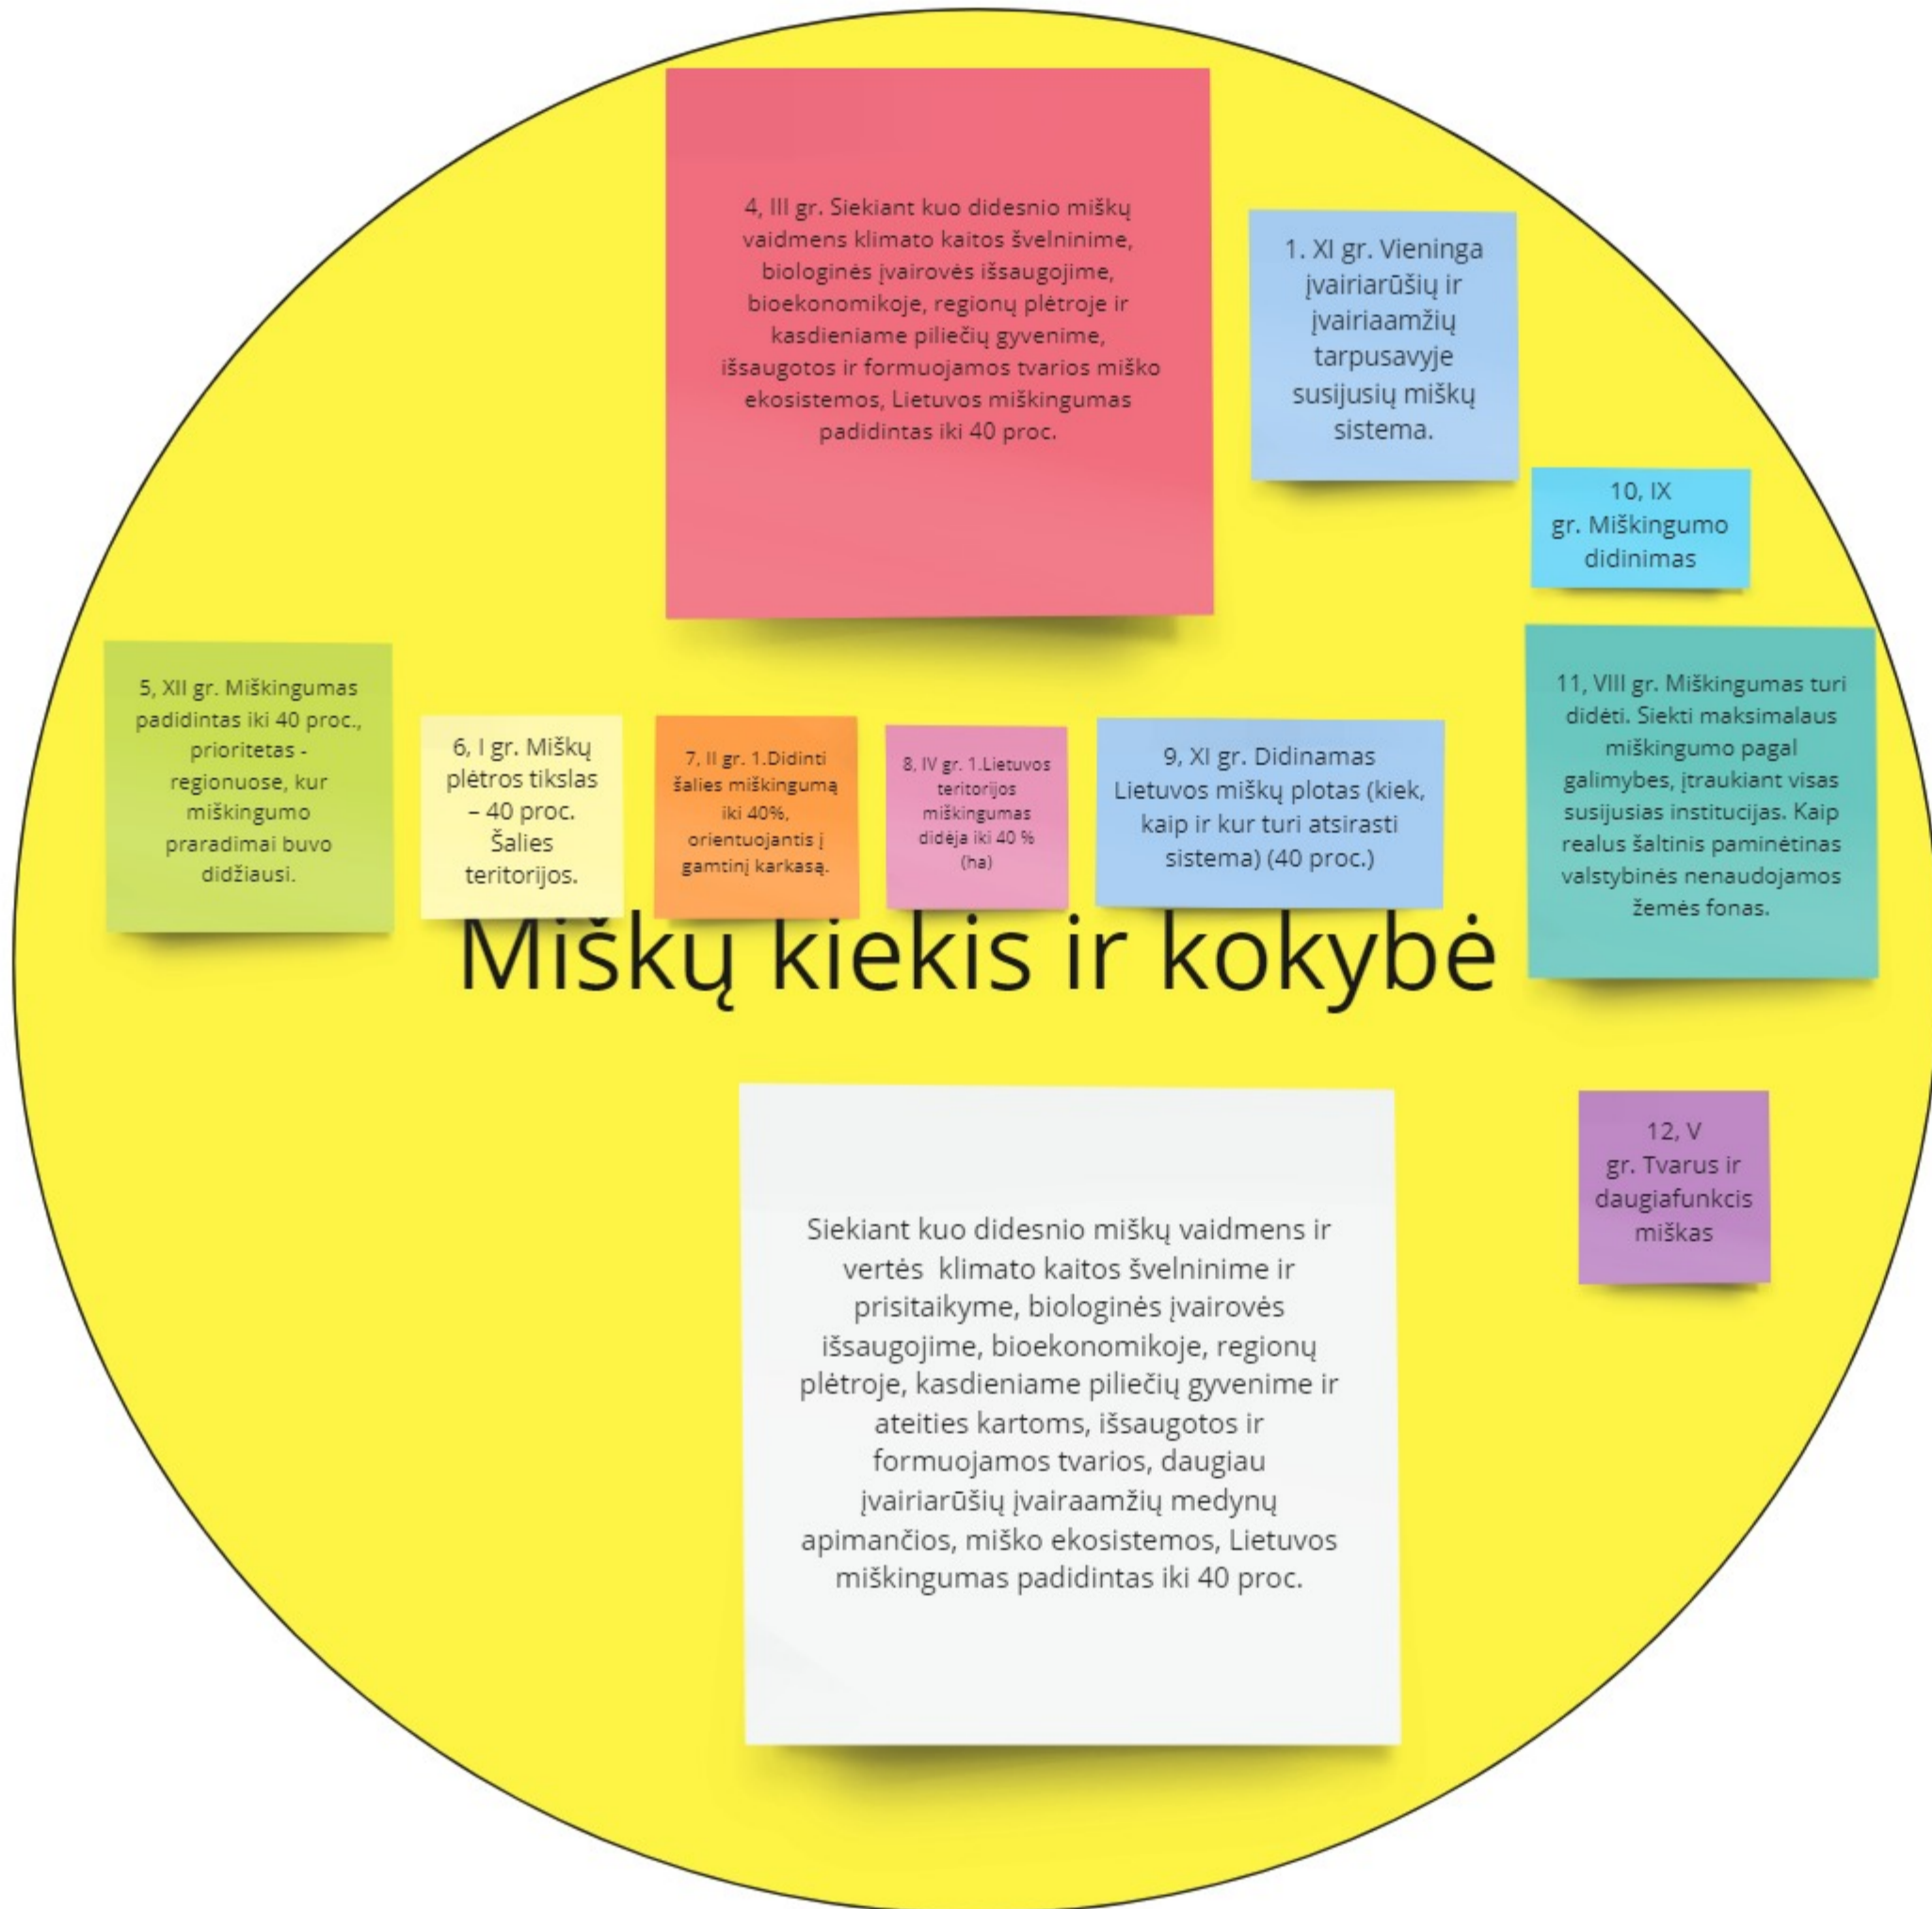 4, III gr. Siekiant kuo didesnio miškų
vaidmens klimato kaitos švelninime,
biologinės įvairovės išsaugojime,
bioekonomikoje, regionų plėtroje ir
kasdieniame piliečių gyvenime,
išsaugotos ir formuojamos tvarios miško
ekosistemos, Lietuvos miškingumas
padidintas iki 40 proc.
1. XI gr. Vieninga
įvairiarūšių ir
įvairiaamžių
tarpusavyje
susijusių miškų
sistema.
10, IX
gr. Miškingumo
didinimas
5, XII gr. Miškingumas
padidintas iki 40 proc.,
prioritetas -
regionuose, kur
miškingumo
praradimai buvo
didžiausi.
6, I gr. Miškų
plėtros tikslas
– 40 proc.
Šalies
teritorijos.
7, II gr. 1.Didinti
šalies miškingumą
iki 40%,
orientuojantis į
gamtinį karkasą.
8, IV gr. 1.Lietuvos
teritorijos
miškingumas
didėja iki 40 %
(ha)
9, XI gr. Didinamas
Lietuvos miškų plotas (kiek,
kaip ir kur turi atsirasti
sistema) (40 proc.)
11, VIII gr. Miškingumas turi
didėti. Siekti maksimalaus
miškingumo pagal
galimybes, įtraukiant visas
susijusias institucijas. Kaip
realus šaltinis paminėtinas
valstybinės nenaudojamos
žemės fonas.
Miškų kiekis ir kokybė
12, V
gr. Tvarus ir
daugiafunkcis
miškas
Siekiant kuo didesnio miškų vaidmens ir
vertės klimato kaitos švelninime ir
prisitaikyme, biologinės įvairovės
išsaugojime, bioekonomikoje, regionų
plėtroje, kasdieniame piliečių gyvenime ir
ateities kartoms, išsaugotos ir
formuojamos tvarios, daugiau
įvairiarūšių įvairaamžių medynų
apimančios, miško ekosistemos, Lietuvos
miškingumas padidintas iki 40 proc.